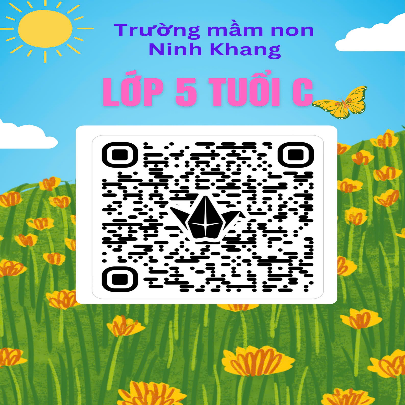 Trường mầm non
Ninh Khang
LỚP 5 TUỔI C